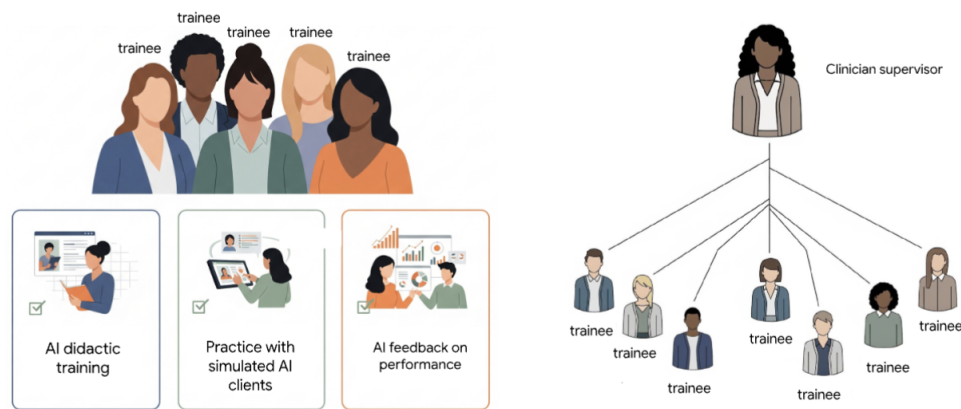 trainee
trainee
trainee
trainee
trainee
AI didactic
training
Practice with
simulated AI
clients
AI feedback on
performance
Clinician supervisor
trainee
trainee
trainee
trainee
trainee
trainee
trainee